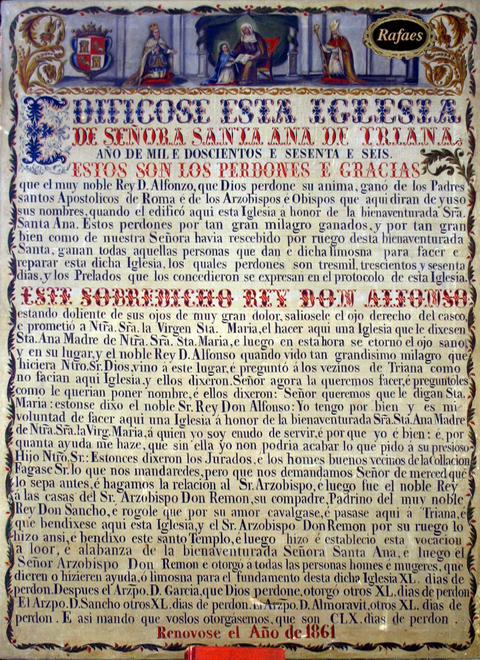 Rafaes
EDIFICOSE ESTA IGLESIA
DE SEÑORA SANTA ANA DE TRIANA,
AÑO DE MIL E DOSCIENTOS E SESENTA E SEIS.
ESTOS SON LOS PERDONES E GRACIAS
que el muy noble Rey D. Alfonzo, que Dios perdone su anima, ganó de los Padres
santos Apostolicos de Roma é de los Arzobispos é Obispos que aqui diran de yuso
sus nombres, quando el edificó aqui esta Iglesia á honor de la bienaventurada Sra.
Santa Ana. Estos perdones por tan gran milagro ganados, y por tan gran
bien como de nuestra Señora havia rescebido por ruego desta bienaventurada
Santa, ganan todas aquellas personas que dan e dicha limosna para facer e
reparar esta dicha Iglesia, los quales perdones son tresmil, trescientos y sesenta
dias, y los Prelados que los concedieron se expresan en el protocolo de esta Iglesia.
ESTE SOBREDICHO REY DON ALFONSO
estando doliente de sus ojos de muy gran dolor, saliosele el ojo derecho del casco,
é prometió a Ntra. Sra. la Virgen Sta. Maria, el hacer aqui una Iglesia que le dixesen
Sta. Ana Madre de Ntra. Sra. Sta. Maria, e luego en esta hora se etornó el ojo sano,
y en su lugar, y el noble Rey D. Alfonso quando vido tan grandisimo milagro que
hiciera Ntro. Sr. Dios, vino á este lugar, é preguntó á los vezinos de Triana como
no facian aqui Iglesia, y ellos dixeron. Señor agora la queremos facer, é preguntoles
como le querian poner nombre, é ellos dixeron: Señor queremos que le digan Sta.
Maria: estonse dixo el noble Sr. Rey Don Alfonso: Yo tengo por bien y es mi
voluntad de facer aqui una Iglesia á honor de la bienaventurada Sra. Sta. Ana Madre
de Ntra. Sra. la Virg. Maria, á quien yo soy enudo de servir, é por que yo é bien: é, por
quanta ayuda me haze, que sin ella yo non podria acabar lo que pido á su presioso
Hijo Ntro. Sr.: Estonces dixeron los Jurados, é los homes buenos vecinos de la Collacion
Fagase Sr. lo que nos mandaredes, pero que nos demandamos Señor de merced, que
lo sepa antes, é hagamos la relacion al Sr. Arzobispo, é luego fue el noble Rey
á las casas del Sr. Arzobispo Don Remon, su compadre, Padrino del muy noble
Rey Don Sancho, é rogole que por su amor cavalgase, é pasase aqui á Triana, é
que bendixese aqui esta Iglesia, y el Sr. Arzobispo Don Remon por su ruego lo
hizo ansi, é bendixo este santo Templo, é luego hizo é estableció esta vocacion
a loor, e alabanza de la bienaventurada Señora Santa Ana, e luego el
Señor Arzobispo Don Remon e otorgó á todas las personas homes é mugeres, que
dieren o hizieren ayuda, ó limosna para el fundamento desta dicha Iglesia XL. dias de
perdon. Despues el Arzpo. D. Garcia, que Dios perdone, otorgó otros XL. dias de perdon
El Arzpo. D. Sancho otros XL. dias de perdon. El Arzpo. D. Almoravit, otros XL. dias de
perdon. E asi mando que voslos otorgasemos, que son CLX. dias de perdon.
Renovose el Año de 1861